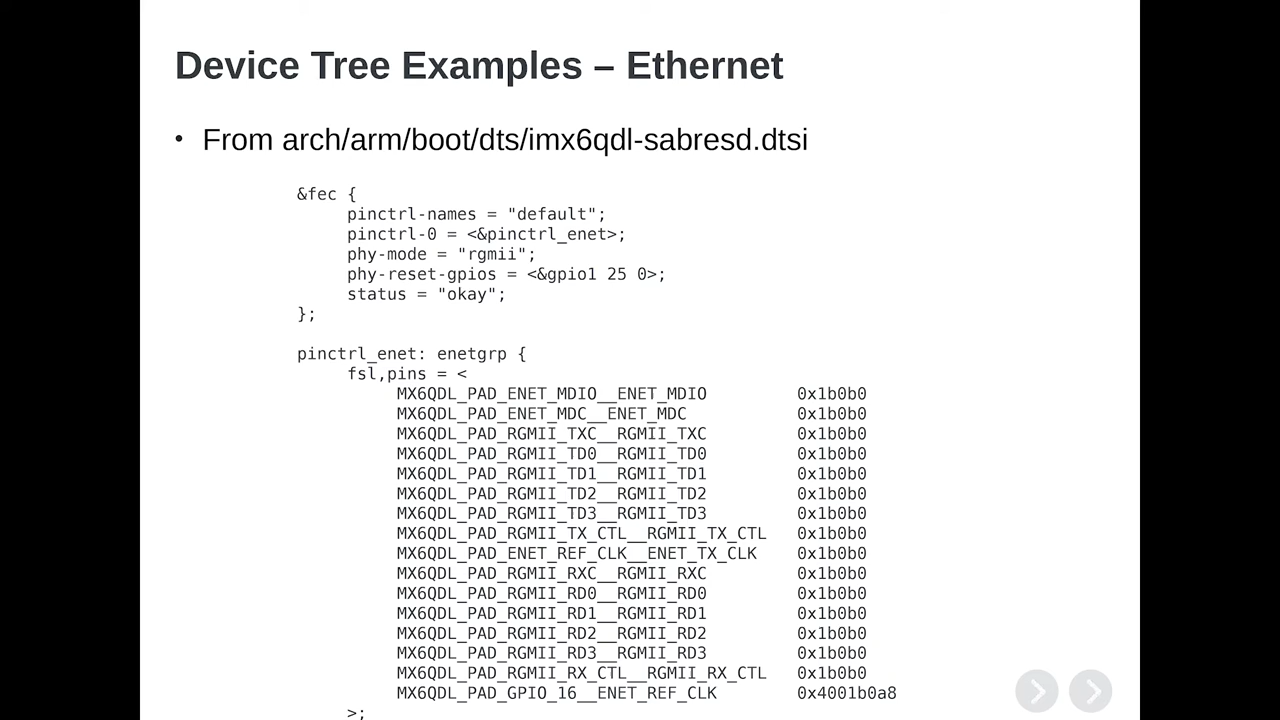 Device Tree Examples – Ethernet
• From arch/arm/boot/dts/imx6qdl-sabresd.dtsi
&fec {
pinctrl-names = "default";
pinctrl-0 = <&pinctrl_enet>;
phy-mode = "rgmii";
phy-reset-gpios = <&gpio1 25 0>;
status = "okay";
};
pinctrl_enet: enetgrp {
fsl,pins = <
MX6QDL_PAD_ENET_MDIO__ENET_MDIO 0x1b0b0
MX6QDL_PAD_ENET_MDC__ENET_MDC 0x1b0b0
MX6QDL_PAD_RGMII_TXC__RGMII_TXC 0x1b0b0
MX6QDL_PAD_RGMII_TD0__RGMII_TD0 0x1b0b0
MX6QDL_PAD_RGMII_TD1__RGMII_TD1 0x1b0b0
MX6QDL_PAD_RGMII_TD2__RGMII_TD2 0x1b0b0
MX6QDL_PAD_RGMII_TD3__RGMII_TD3 0x1b0b0
MX6QDL_PAD_RGMII_TX_CTL__RGMII_TX_CTL 0x1b0b0
MX6QDL_PAD_ENET_REF_CLK__ENET_TX_CLK 0x1b0b0
MX6QDL_PAD_RGMII_RXC__RGMII_RXC 0x1b0b0
MX6QDL_PAD_RGMII_RD0__RGMII_RD0 0x1b0b0
MX6QDL_PAD_RGMII_RD1__RGMII_RD1 0x1b0b0
MX6QDL_PAD_RGMII_RD2__RGMII_RD2 0x1b0b0
MX6QDL_PAD_RGMII_RD3__RGMII_RD3 0x1b0b0
MX6QDL_PAD_RGMII_RX_CTL__RGMII_RX_CTL 0x1b0b0
MX6QDL_PAD_GPIO_16__ENET_REF_CLK 0x4001b0a8
>;